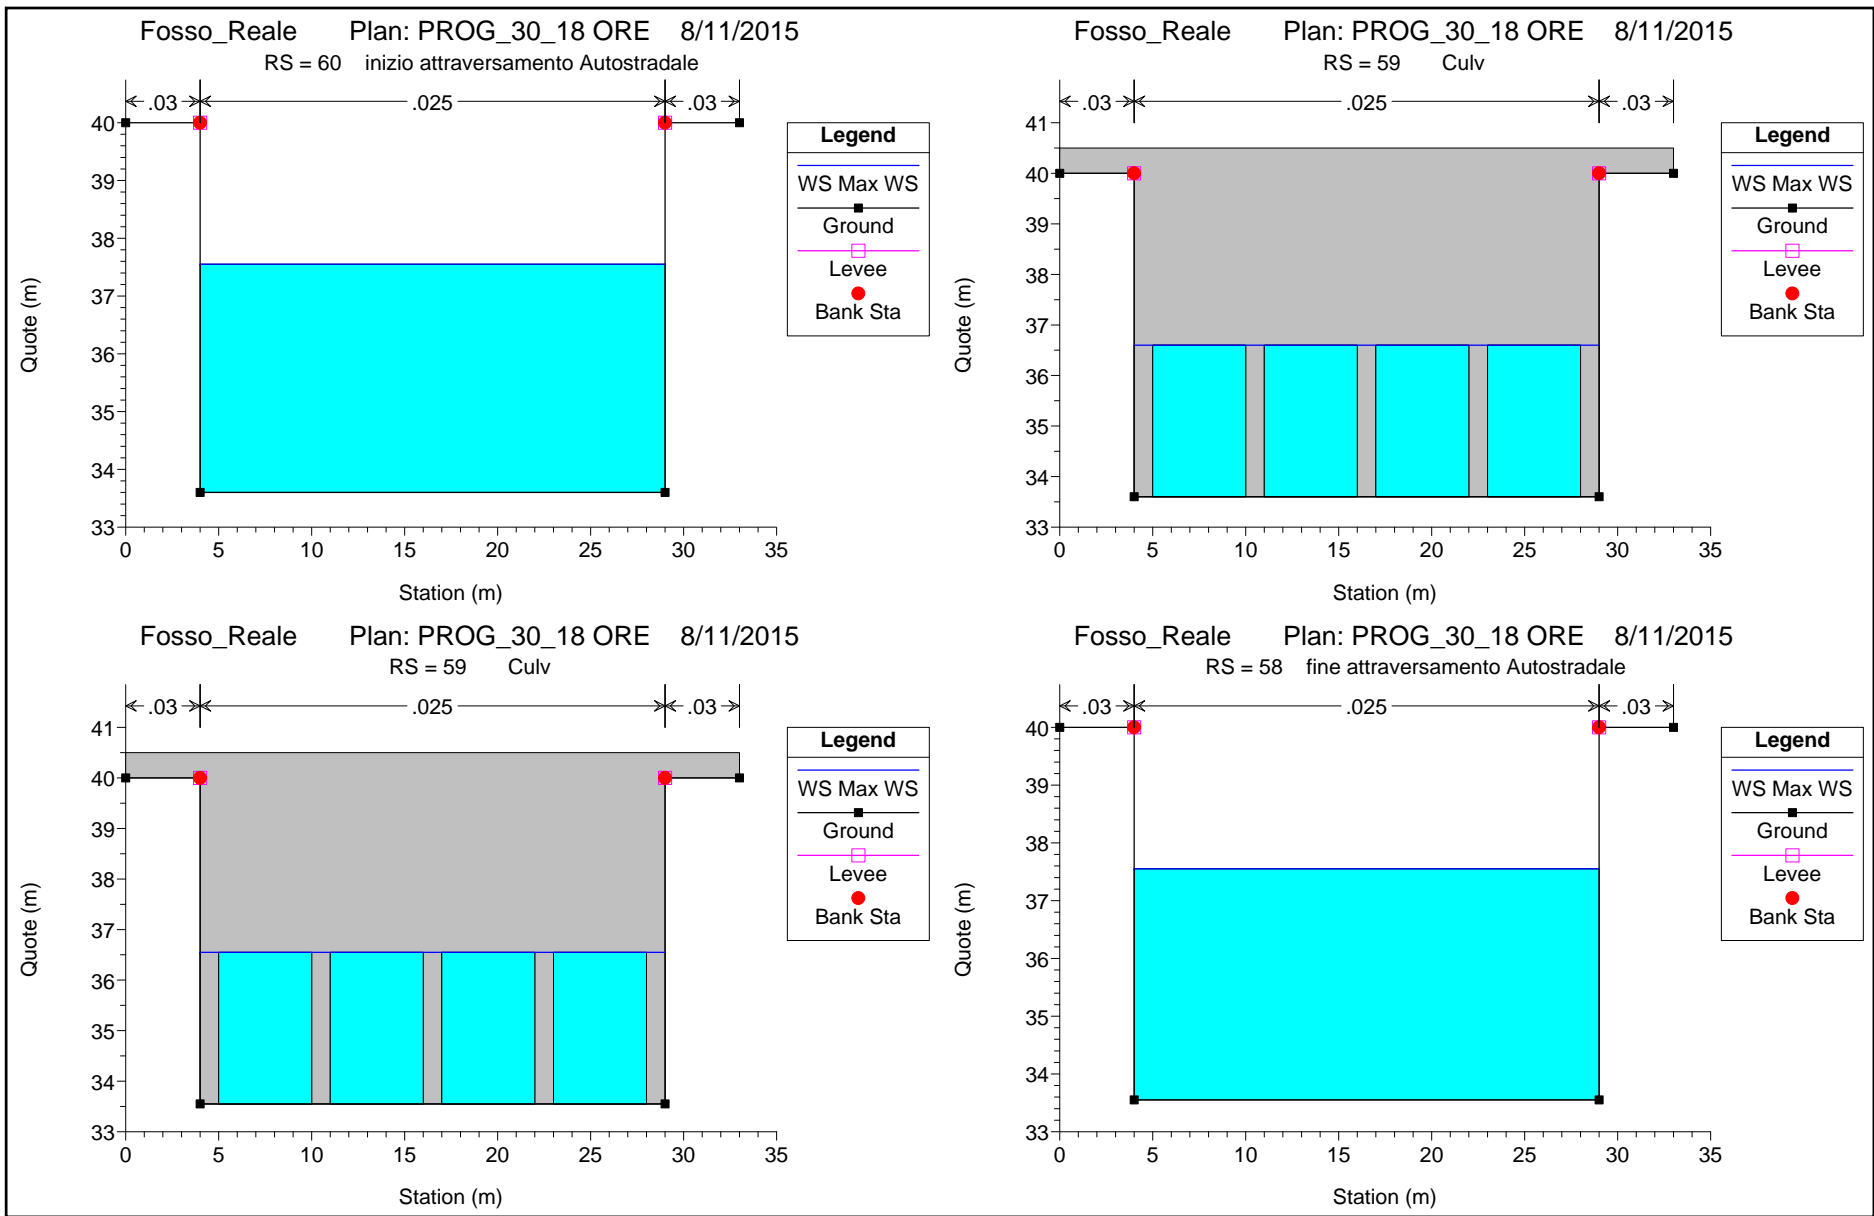 Fosso_Reale Plan: PROG_30_18 ORE 8/11/2015
RS = 60 inizio attraversamento Autostradale
.03 .025 .03
40
39
38
37
36
35
34
33
0 5 10 15 20 25 30 35
Station (m)
Quote (m)
Legend
WS Max WS
Ground
Levee
Bank Sta
Fosso_Reale Plan: PROG_30_18 ORE 8/11/2015
RS = 59 Culv
.03 .025 .03
41
40
39
38
37
36
35
34
33
0 5 10 15 20 25 30 35
Station (m)
Quote (m)
Legend
WS Max WS
Ground
Levee
Bank Sta
Fosso_Reale Plan: PROG_30_18 ORE 8/11/2015
RS = 59 Culv
.03 .025 .03
41
40
39
38
37
36
35
34
33
0 5 10 15 20 25 30 35
Station (m)
Quote (m)
Legend
WS Max WS
Ground
Levee
Bank Sta
Fosso_Reale Plan: PROG_30_18 ORE 8/11/2015
RS = 58 fine attraversamento Autostradale
.03 .025 .03
40
39
38
37
36
35
34
33
0 5 10 15 20 25 30 35
Station (m)
Quote (m)
Legend
WS Max WS
Ground
Levee
Bank Sta